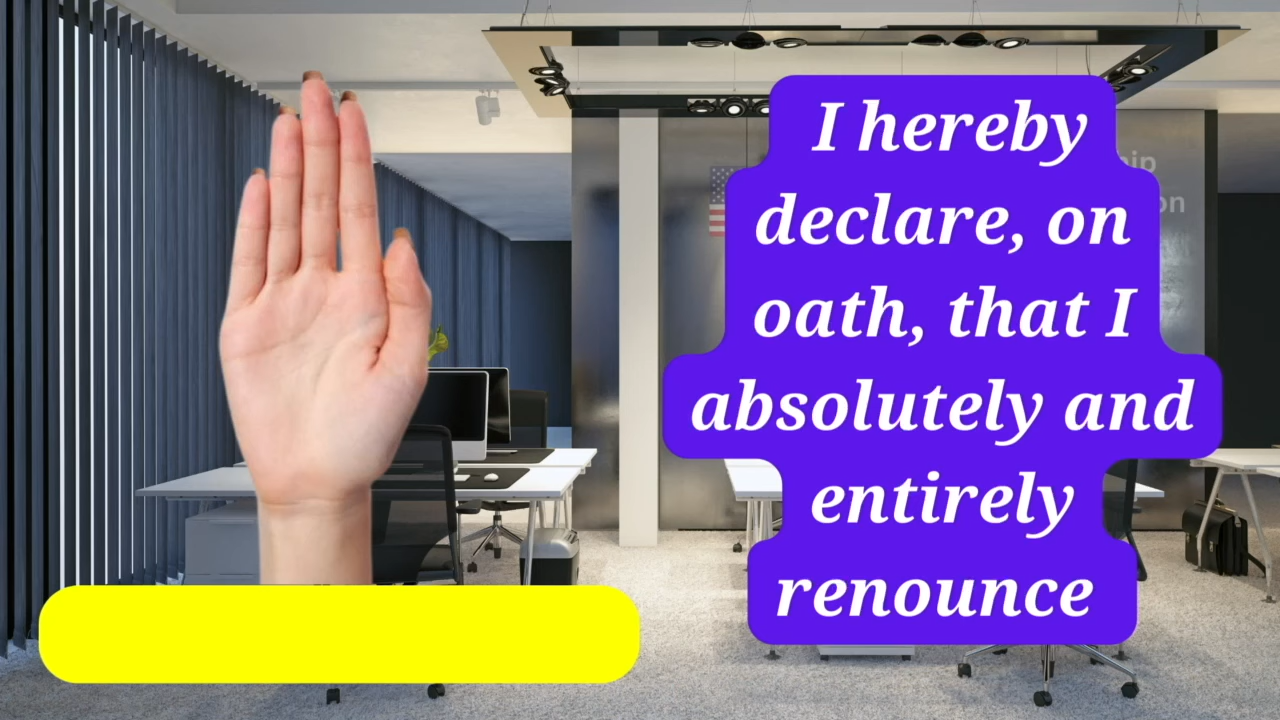 I hereby
declare, on
oath, that I
absolutely and
entirely
renounce